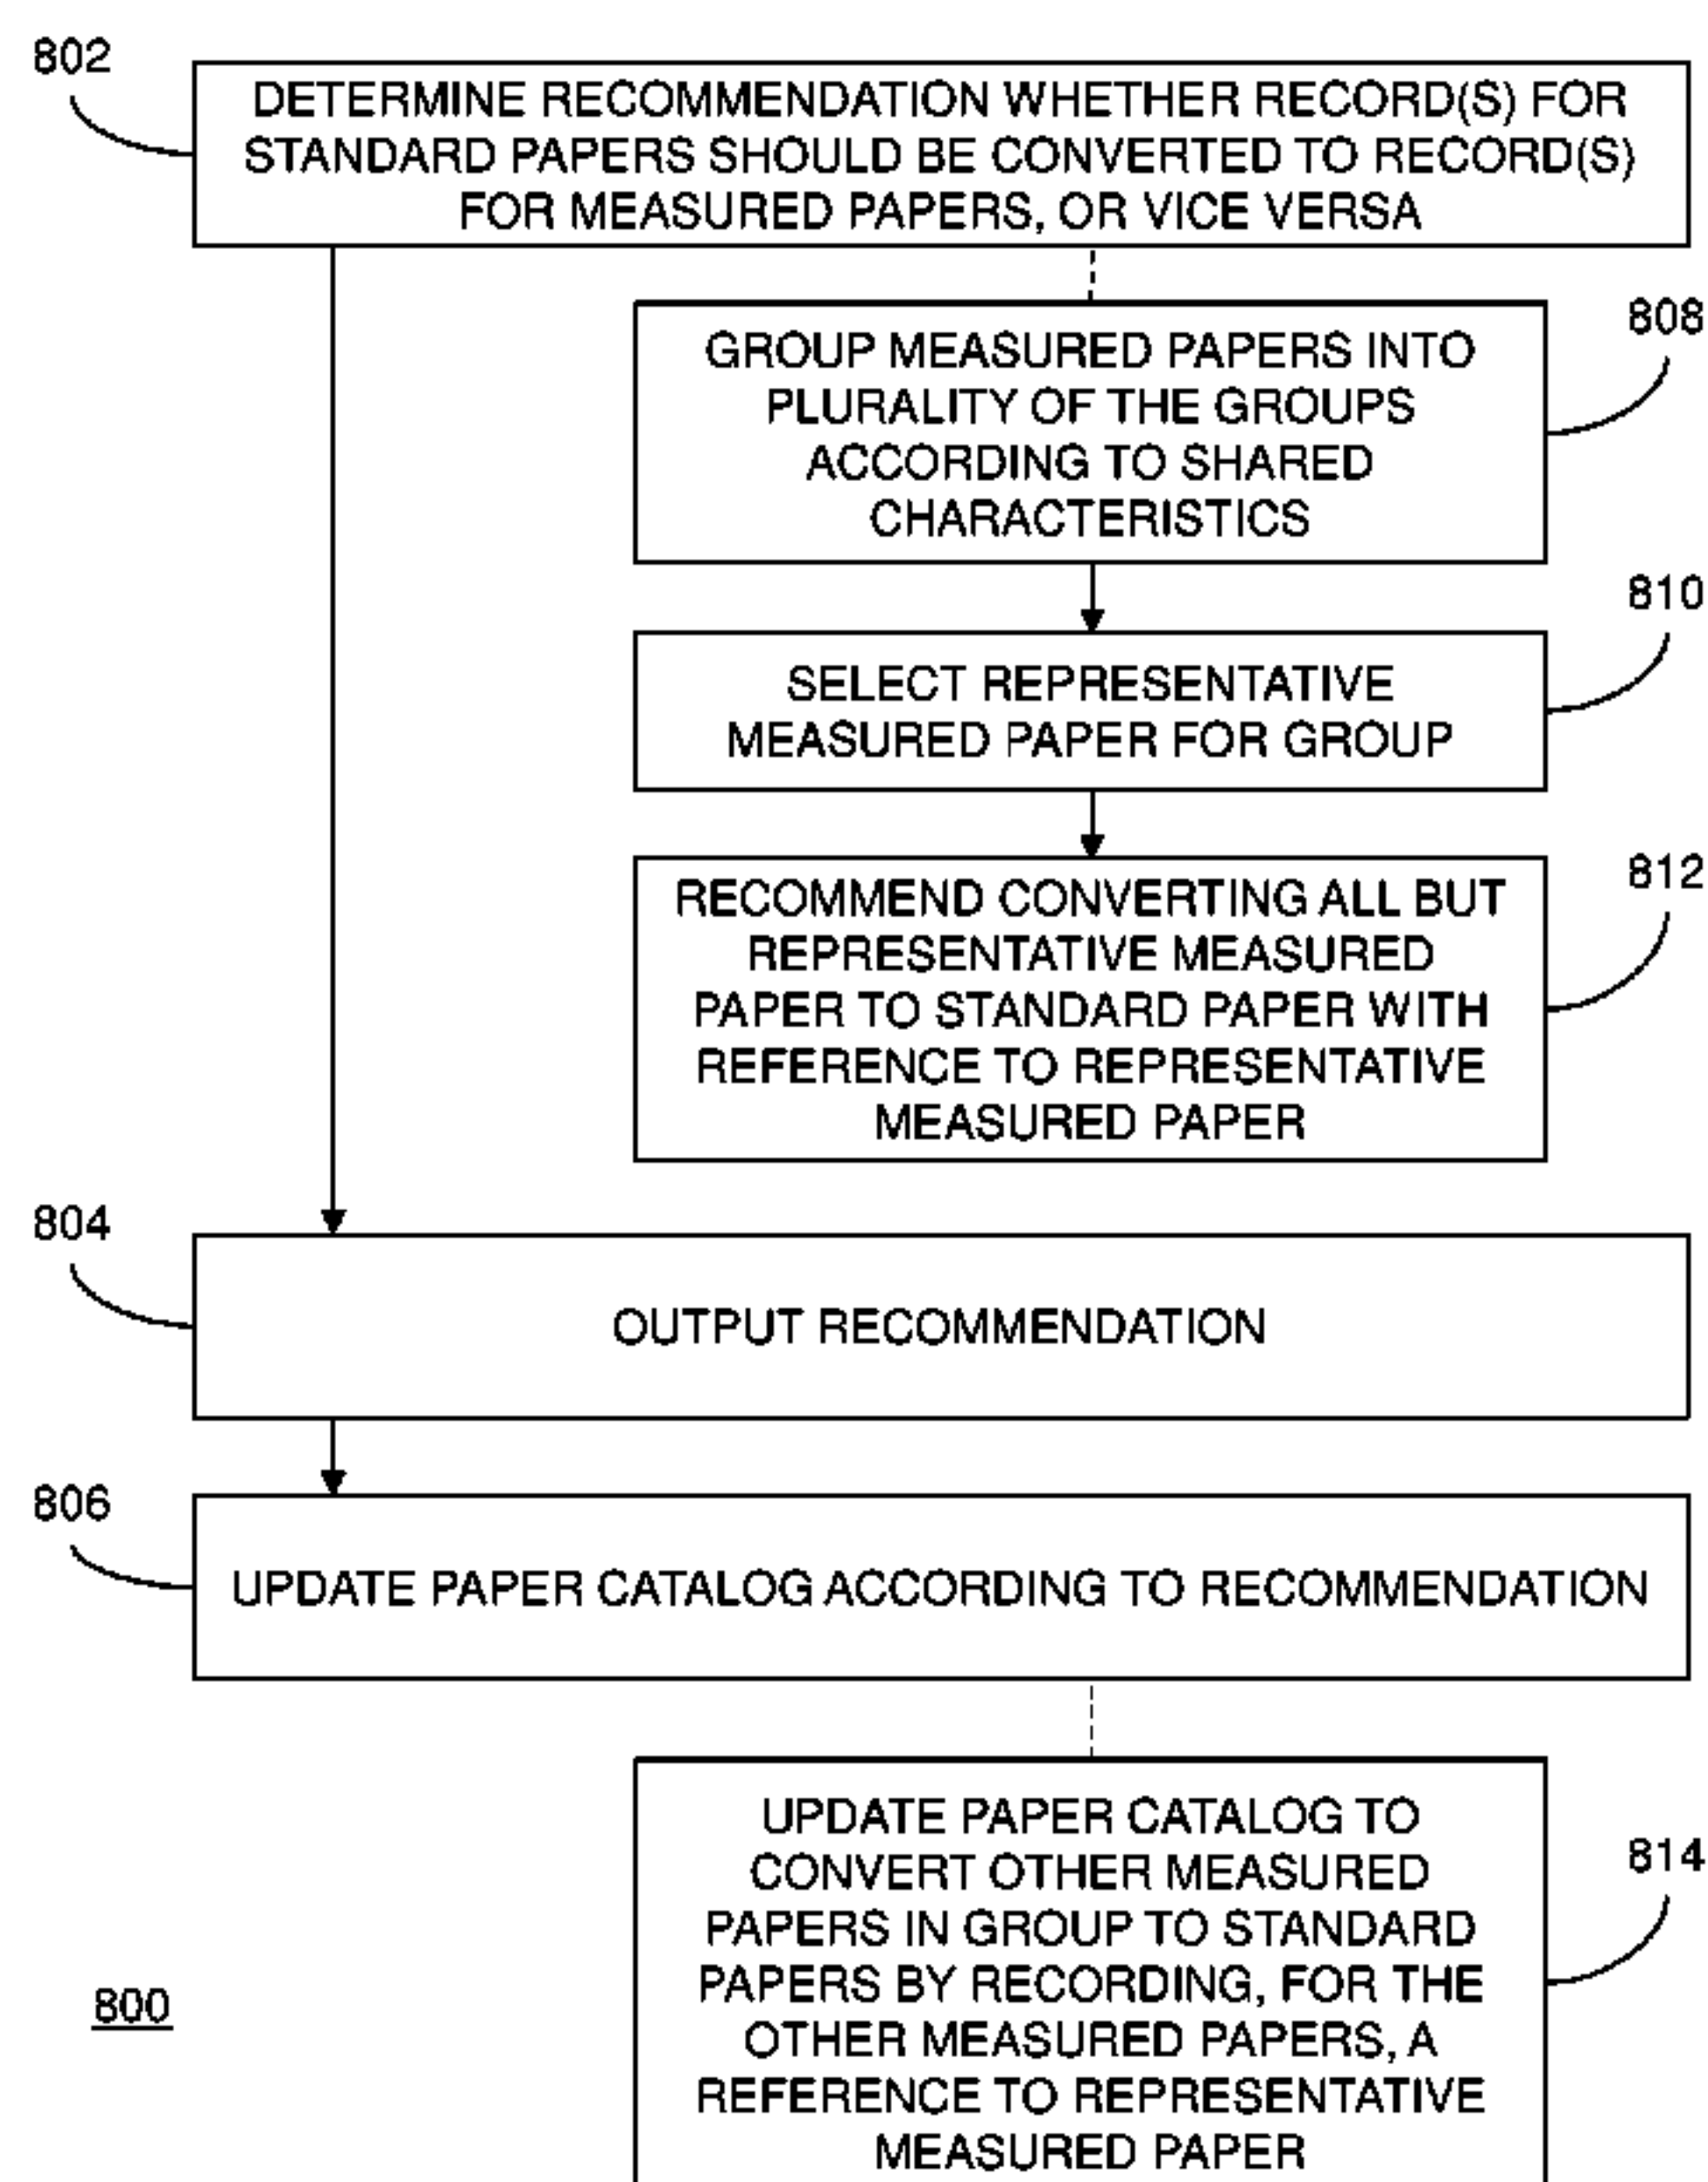 802
DETERMINE RECOMMENDATION WHETHER RECORD(S) FOR
STANDARD PAPERS SHOULD BE CONVERTED TO RECORD(S)
FOR MEASURED PAPERS, OR VICE VERSA
808
GROUP MEASURED PAPERS INTO
PLURALITY OF THE GROUPS
ACCORDING TO SHARED
CHARACTERISTICS
810
SELECT REPRESENTATIVE
MEASURED PAPER FOR GROUP
812
RECOMMEND CONVERTING ALL BUT
REPRESENTATIVE MEASURED
PAPER TO STANDARD PAPER WITH
REFERENCE TO REPRESENTATIVE
MEASURED PAPER
804
OUTPUT RECOMMENDATION
806
UPDATE PAPER CATALOG ACCORDING TO RECOMMENDATION
814
UPDATE PAPER CATALOG TO
CONVERT OTHER MEASURED
PAPERS IN GROUP TO STANDARD
PAPERS BY RECORDING, FOR THE
OTHER MEASURED PAPERS, A
REFERENCE TO REPRESENTATIVE
MEASURED PAPER
800